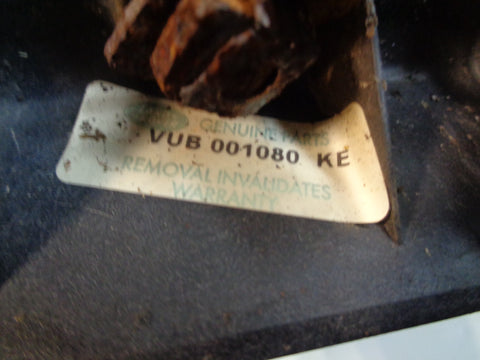 GENUINE PARTS
VUB 001080 KE
REMOVAL INVALIDATES
WARRANTY